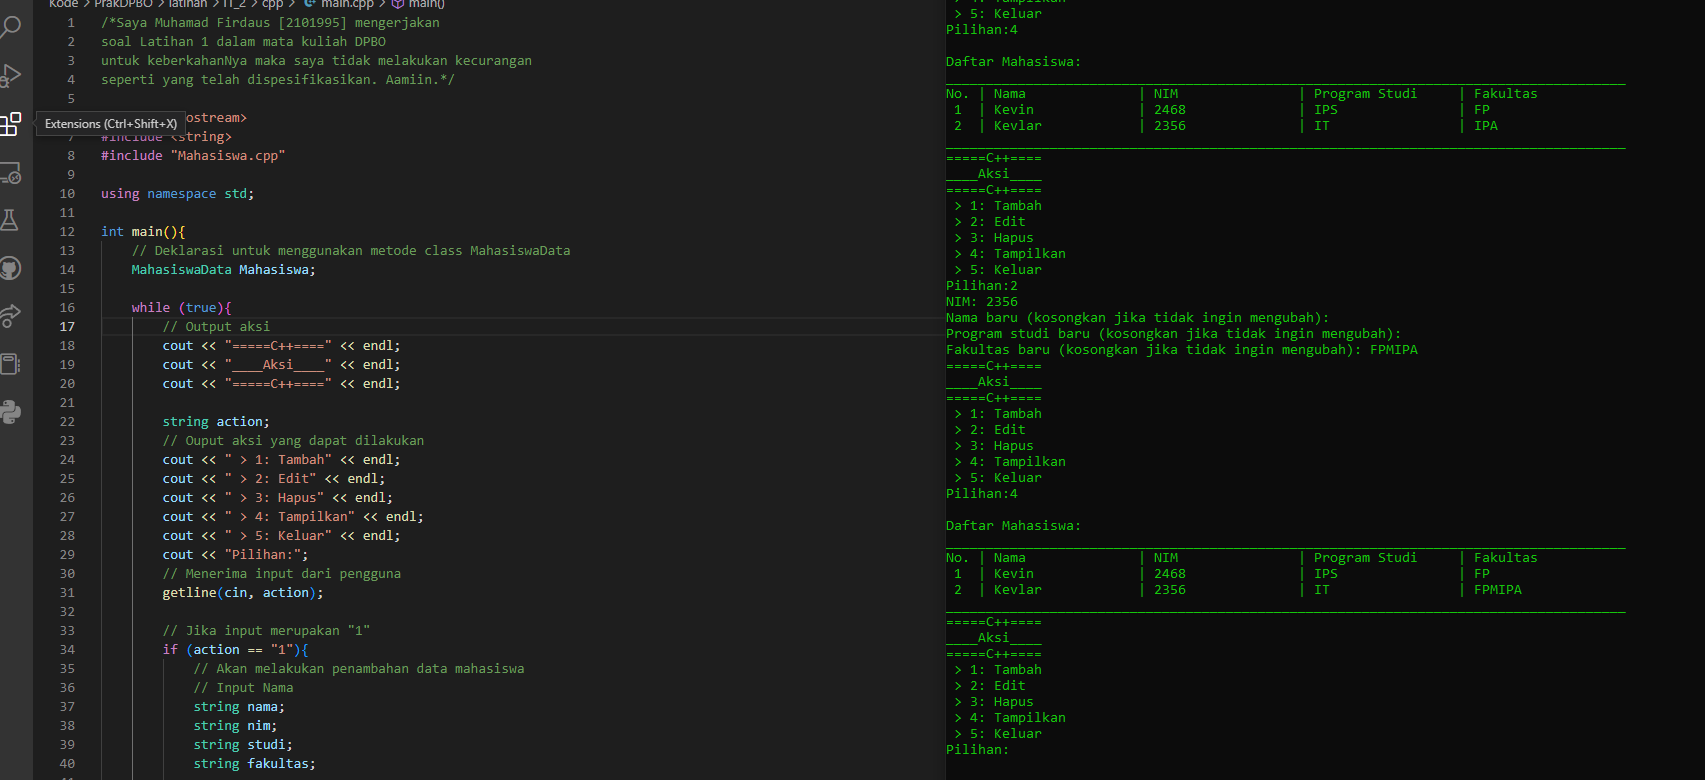 Kode > PrakDPBO > latihan > IT_2 > cpp > main.cpp > main()
1 /*Saya Muhamad Firdaus [2101995] mengerjakan
2 soal Latihan 1 dalam mata kuliah DPBO
3 untuk keberkahanNya maka saya tidak melakukan kecurangan
4 seperti yang telah dispesifikasikan. Aamiin.*/
5
Extensions (Ctrl+Shift+X)
ostream>
7 #include <string>
8 #include "Mahasiswa.cpp"
9
10 using namespace std;
11
12 int main(){
13 // Deklarasi untuk menggunakan metode class MahasiswaData
14 MahasiswaData Mahasiswa;
15
16 while (true){
17 // Output aksi
18 cout << "=====C++====" << endl;
19 cout << "____Aksi____" << endl;
20 cout << "=====C++====" << endl;
21
22 string action;
23 // Ouput aksi yang dapat dilakukan
24 cout << " > 1: Tambah" << endl;
25 cout << " > 2: Edit" << endl;
26 cout << " > 3: Hapus" << endl;
27 cout << " > 4: Tampilkan" << endl;
28 cout << " > 5: Keluar" << endl;
29 cout << "Pilihan:";
30 // Menerima input dari pengguna
31 getline(cin, action);
32
33 // Jika input merupakan "1"
34 if (action == "1"){
35 // Akan melakukan penambahan data mahasiswa
36 // Input Nama
37 string nama;
38 string nim;
39 string studi;
40 string fakultas;
> 4: Tampilkan
> 5: Keluar
Pilihan:4
Daftar Mahasiswa:
No. | Nama | NIM | Program Studi | Fakultas
1 | Kevin | 2468 | IPS | FP
2 | Kevlar | 2356 | IT | IPA
=====C++====
____Aksi____
=====C++====
> 1: Tambah
> 2: Edit
> 3: Hapus
> 4: Tampilkan
> 5: Keluar
Pilihan:2
NIM: 2356
Nama baru (kosongkan jika tidak ingin mengubah):
Program studi baru (kosongkan jika tidak ingin mengubah):
Fakultas baru (kosongkan jika tidak ingin mengubah): FPMIPA
=====C++====
____Aksi____
=====C++====
> 1: Tambah
> 2: Edit
> 3: Hapus
> 4: Tampilkan
> 5: Keluar
Pilihan:4
Daftar Mahasiswa:
No. | Nama | NIM | Program Studi | Fakultas
1 | Kevin | 2468 | IPS | FP
2 | Kevlar | 2356 | IT | FPMIPA
=====C++====
____Aksi____
=====C++====
> 1: Tambah
> 2: Edit
> 3: Hapus
> 4: Tampilkan
> 5: Keluar
Pilihan: